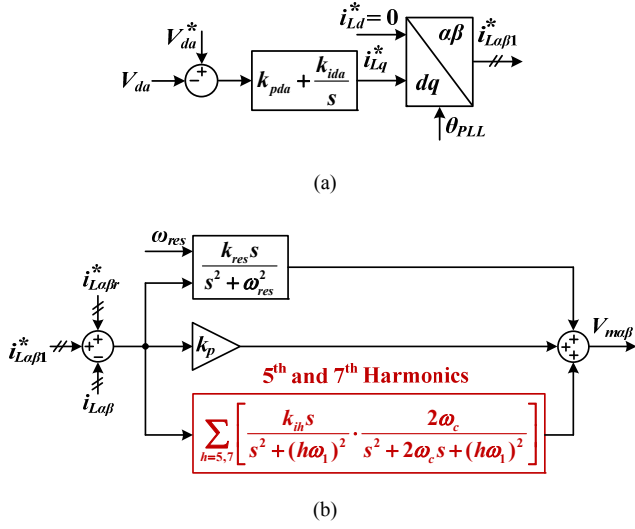 i*Ld = 0
V*da
αβ
i*Lαβ1
Vda
− +
kpda + kida/s
i*Lq
dq
θPLL
(a)
ωres
kres s / (s² + ω²res)
i*Lαβr
i*Lαβ1
+ + −
iLαβ
kp
+ + +
Vmαβ
5th and 7th Harmonics
∑h=5,7 [ kih s / (s² + (hω1)²) · 2ωc / (s² + 2ωc s + (hω1)²) ]
(b)